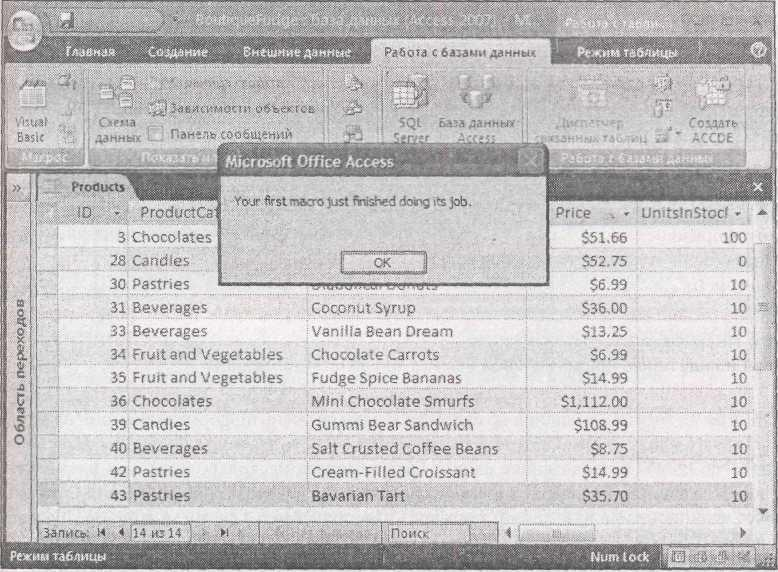 BoutiqueFudge : база данных (Access 2007) - Mi
Работа с таблиц
Главная Создание Внешние данные Работа с базами данных Режим таблицы
Visual Basic
Схема данных
Страница свойств
Зависимости объектов
Панель сообщений
SQL Server
База данных Access
Диспетчер связанных таблиц
Создать ACCDE
Макрос Показать и Работа с базами данных
Microsoft Office Access
Your first macro just finished doing its job.
OK
Products
ID ProductCat Price UnitsInStock
3 Chocolates $51.66 100
28 Candies $52.75 0
30 Pastries Diabolical Donuts $6.99 10
31 Beverages Coconut Syrup $36.00 10
33 Beverages Vanilla Bean Dream $13.25 10
34 Fruit and Vegetables Chocolate Carrots $6.99 10
35 Fruit and Vegetables Fudge Spice Bananas $14.99 10
36 Chocolates Mini Chocolate Smurfs $1,112.00 10
39 Candies Gummi Bear Sandwich $108.99 10
40 Beverages Salt Crusted Coffee Beans $8.75 10
42 Pastries Cream-Filled Croissant $14.99 10
43 Pastries Bavarian Tart $35.70 10
Область переходов
Запись: 14 из 14 Поиск
Режим таблицы Num Lock